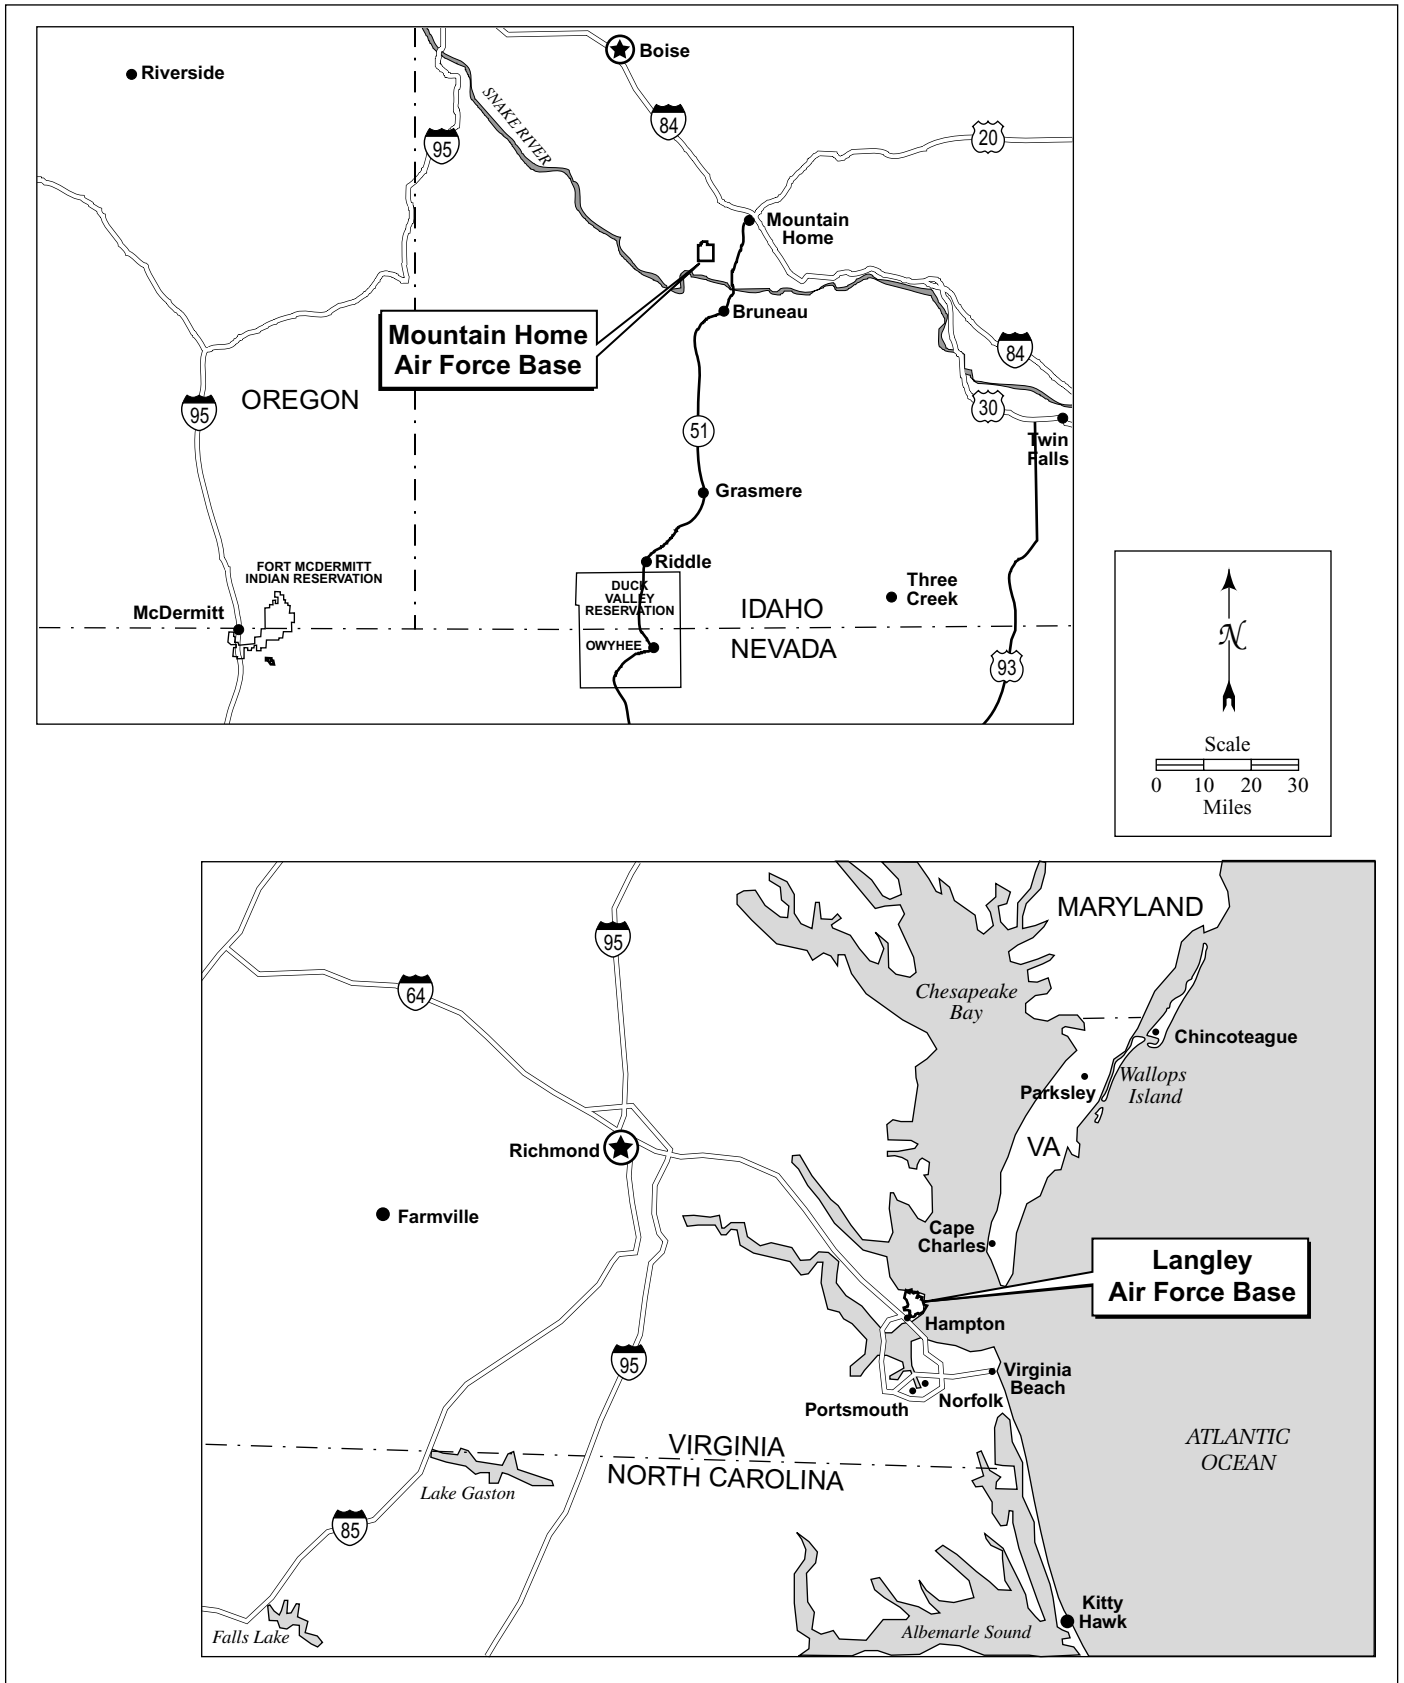 Boise
Riverside
SNAKE RIVER
84
20
95
Mountain
Home
Bruneau
Mountain Home
Air Force Base
84
OREGON
95
30
51
Twin
Falls
Grasmere
Riddle
FORT MCDERMITT
INDIAN RESERVATION
DUCK
VALLEY
RESERVATION
Three
Creek
McDermitt
IDAHO
OWYHEE
NEVADA
93
N
Scale
0 10 20 30
Miles
MARYLAND
95
64
Chesapeake
Bay
Chincoteague
Wallops
Island
Parksley
VA
Richmond
Farmville
Cape
Charles
Langley
Air Force Base
Hampton
95
Virginia
Beach
Norfolk
Portsmouth
VIRGINIA
NORTH CAROLINA
ATLANTIC
OCEAN
Lake Gaston
85
Kitty
Hawk
Falls Lake
Albemarle Sound